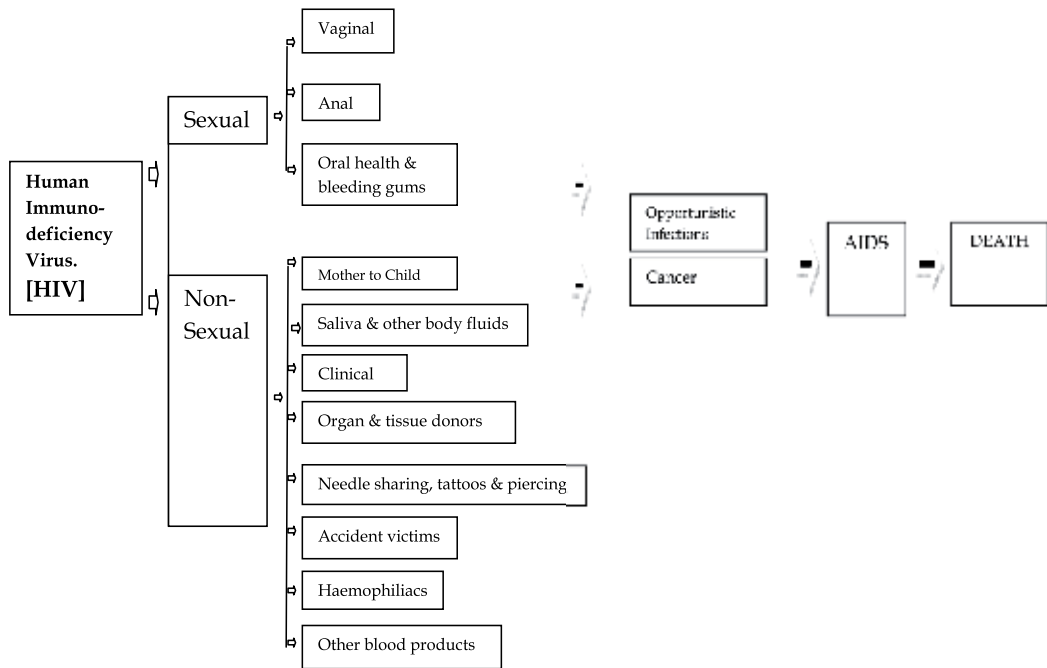 Human
Immuno-
deficiency
Virus.
[HIV]
Sexual
Non-
Sexual
Vaginal
Anal
Oral health &
bleeding gums
Mother to Child
Saliva & other body fluids
Clinical
Organ & tissue donors
Needle sharing, tattoos & piercing
Accident victims
Haemophiliacs
Other blood products
Opportunistic
Infections
Cancer
AIDS
DEATH